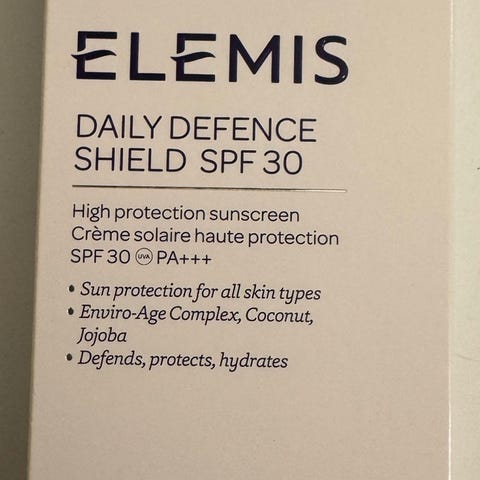 ELEMIS
DAILY DEFENCE
SHIELD SPF 30
High protection sunscreen
Crème solaire haute protection
SPF 30 UVA PA+++
• Sun protection for all skin types
• Enviro-Age Complex, Coconut,
Jojoba
• Defends, protects, hydrates